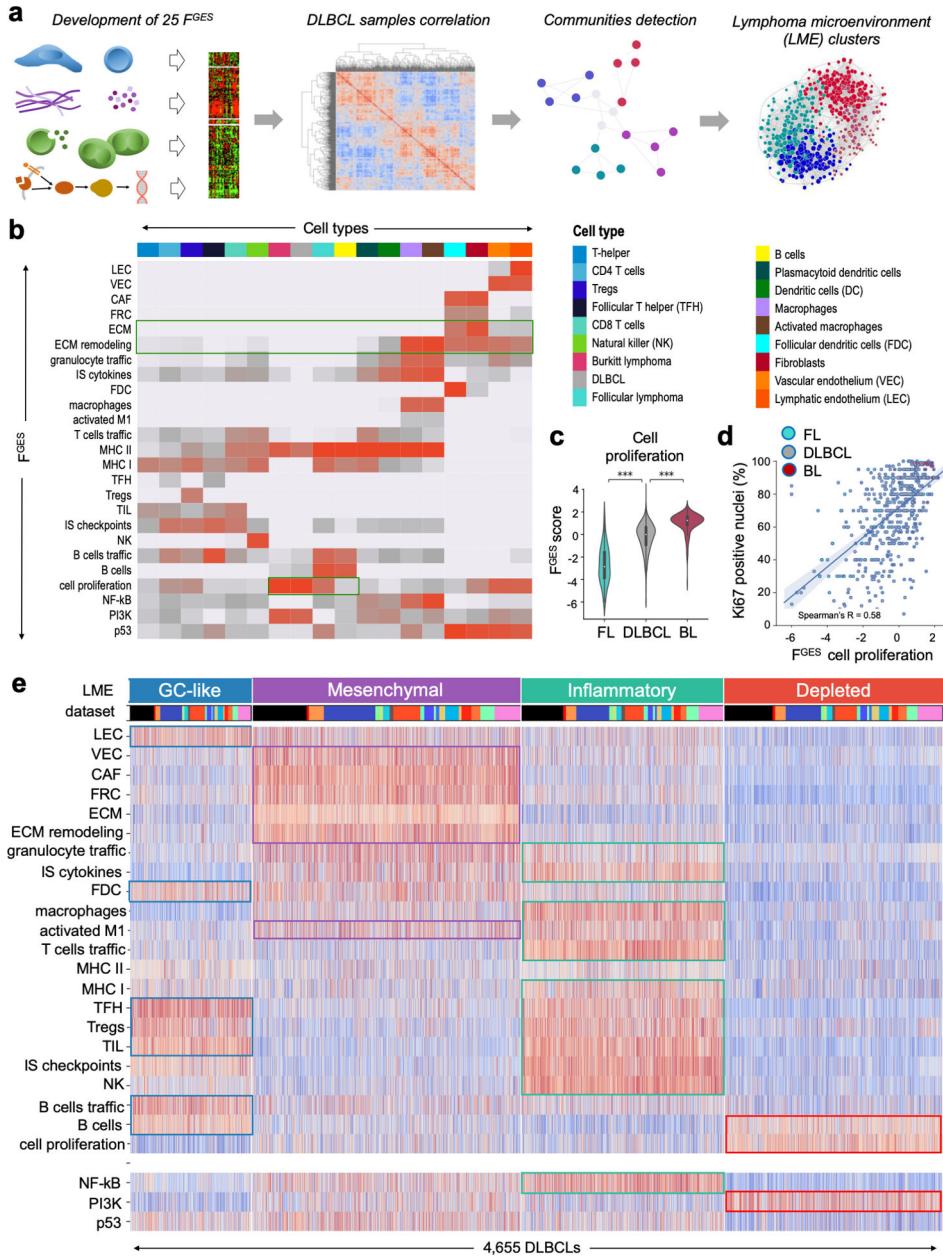 a
Development of 25 FGES
DLBCL samples correlation
Communities detection
Lymphoma microenvironment
(LME) clusters
b
Cell types
FGES
LEC
VEC
CAF
FRC
ECM
ECM remodeling
granulocyte traffic
IS cytokines
FDC
macrophages
activated M1
T cells traffic
MHC II
MHC I
TFH
Tregs
TIL
IS checkpoints
NK
B cells traffic
B cells
cell proliferation
NF-kB
PI3K
p53
Cell type
T-helper
CD4 T cells
Tregs
Follicular T helper (TFH)
CD8 T cells
Natural killer (NK)
Burkitt lymphoma
DLBCL
Follicular lymphoma
B cells
Plasmacytoid dendritic cells
Dendritic cells (DC)
Macrophages
Activated macrophages
Follicular dendritic cells (FDC)
Fibroblasts
Vascular endothelium (VEC)
Lymphatic endothelium (LEC)
c
Cell
proliferation
*** ***
FGES score
4
2
0
-2
-4
-6
FL DLBCL BL
d
FL
DLBCL
BL
Ki67 positive nuclei (%)
100
80
60
40
20
0
Spearman's R = 0.58
-6 -4 -2 0 2
FGES cell proliferation
e
LME GC-like Mesenchymal Inflammatory Depleted
dataset
LEC
VEC
CAF
FRC
ECM
ECM remodeling
granulocyte traffic
IS cytokines
FDC
macrophages
activated M1
T cells traffic
MHC II
MHC I
TFH
Tregs
TIL
IS checkpoints
NK
B cells traffic
B cells
cell proliferation
NF-kB
PI3K
p53
4,655 DLBCLs